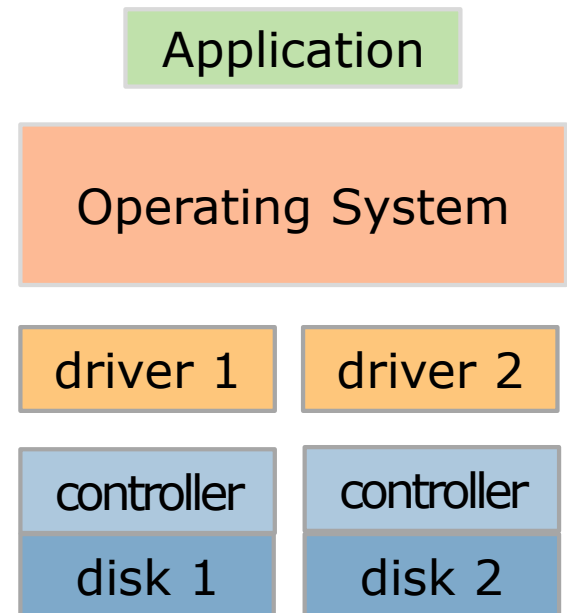 Application
Operating System
driver 1 driver 2
controller controller
disk 1 disk 2